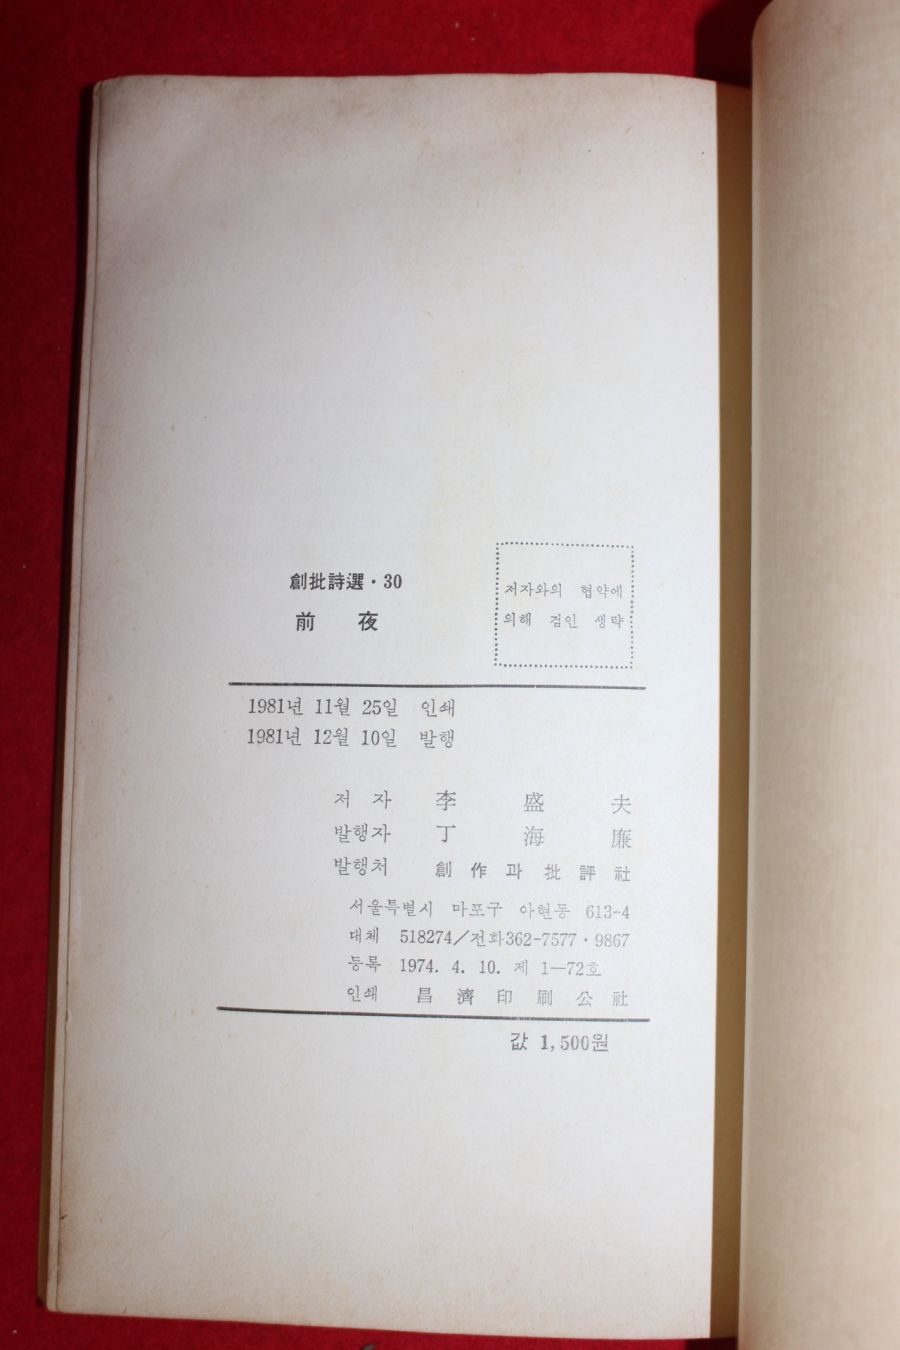 創批詩選·30
前 夜
저자와의 협약에
의해 검인 생략
1981년 11월 25일 인쇄
1981년 12월 10일 발행
저 자 李 盛 夫
발행자 丁 海 廉
발행처 創 作 과 批 評 社
서울특별시 마포구 아현동 613-4
대체 518274/전화362-7577·9867
등록 1974. 4. 10. 제 1—72호
인쇄 昌 濟 印 刷 公 社
값 1,500원